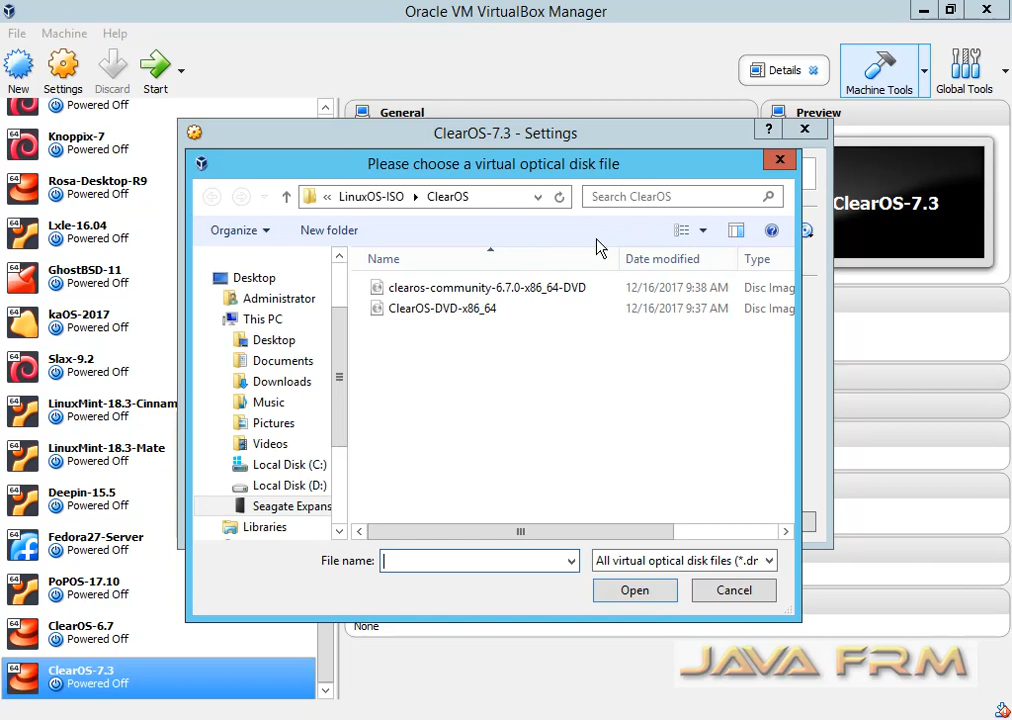 Oracle VM VirtualBox Manager
File Machine Help
New Settings Discard Start
Details
Machine Tools
Global Tools
Powered Off
Knoppix-7
Powered Off
Rosa-Desktop-R9
Powered Off
Lxle-16.04
Powered Off
GhostBSD-11
Powered Off
kaOS-2017
Powered Off
Slax-9.2
Powered Off
LinuxMint-18.3-Cinnam
Powered Off
LinuxMint-18.3-Mate
Powered Off
Deepin-15.5
Powered Off
Fedora27-Server
Powered Off
PoPOS-17.10
Powered Off
ClearOS-6.7
Powered Off
ClearOS-7.3
Powered Off
General
Preview
ClearOS-7.3
ClearOS-7.3 - Settings
Please choose a virtual optical disk file
« LinuxOS-ISO ClearOS
Search ClearOS
Organize New folder
Desktop
Administrator
This PC
Desktop
Documents
Downloads
Music
Pictures
Videos
Local Disk (C:)
Local Disk (D:)
Seagate Expans
Libraries
Name Date modified Type
clearos-community-6.7.0-x86_64-DVD 12/16/2017 9:38 AM Disc Imag
ClearOS-DVD-x86_64 12/16/2017 9:37 AM Disc Imag
File name:
All virtual optical disk files (*.dr
Open Cancel
None
JAVA FRM